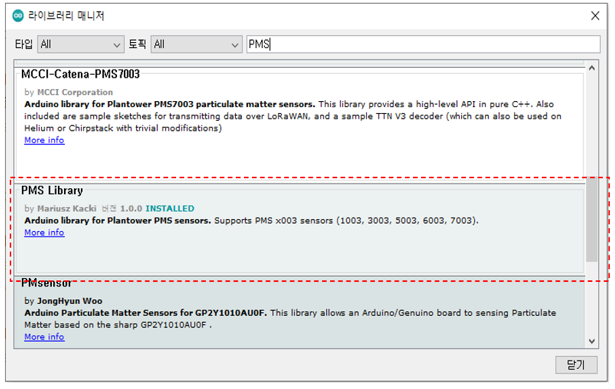 라이브러리 매니저
타입 All 토픽 All PMS
MCCI-Catena-PMS7003
by MCCI Corporation
Arduino library for Plantower PMS7003 particulate matter sensors. This library provides a high-level API in pure C++. Also
included are sample sketches for transmitting data over LoRaWAN, and a sample TTN V3 decoder (which can also be used on
Helium or Chirpstack with trivial modifications)
More info
PMS Library
by Mariusz Kacki 버전 1.0.0 INSTALLED
Arduino library for Plantower PMS sensors. Supports PMS x003 sensors (1003, 3003, 5003, 6003, 7003).
More info
PMsensor
by JongHyun Woo
Arduino Particulate Matter Sensors for GP2Y1010AU0F. This library allows an Arduino/Genuino board to sensing Particulate
Matter based on the sharp GP2Y1010AU0F .
More info
닫기